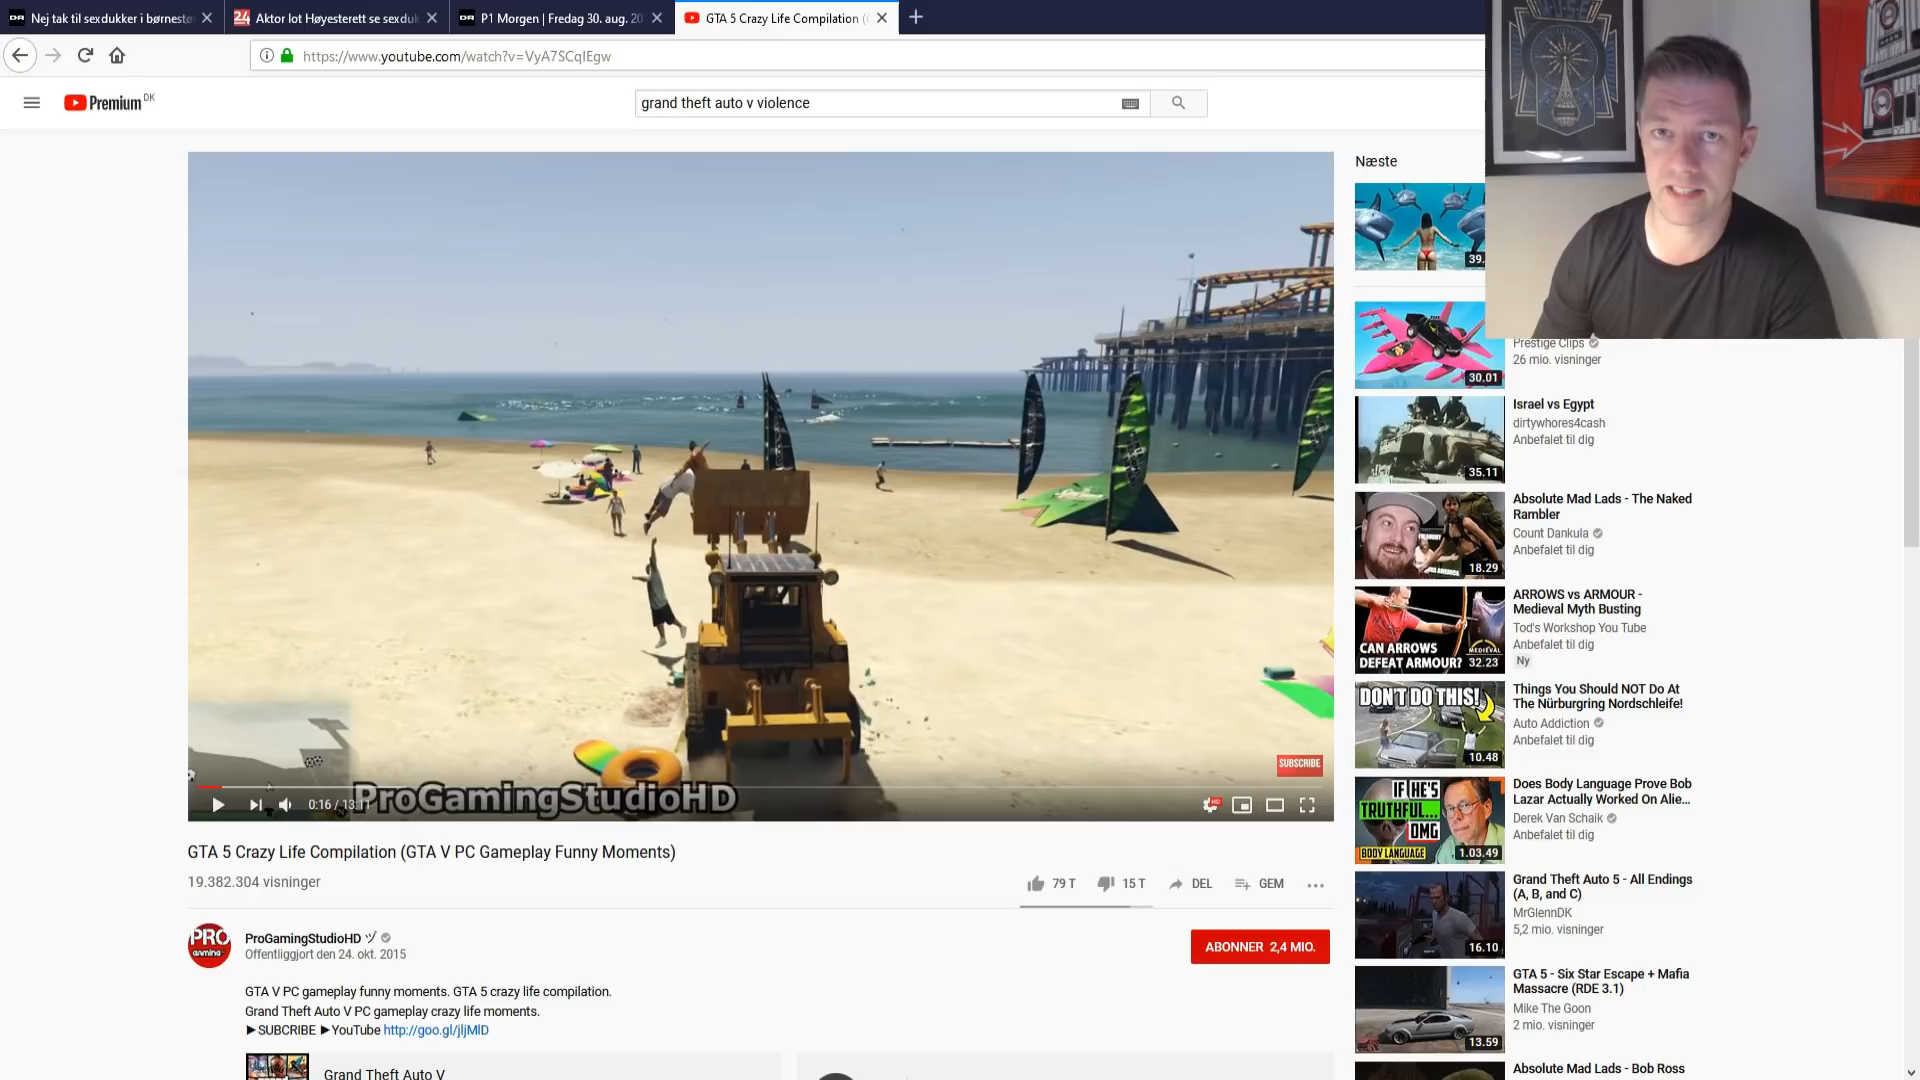 Nej tak til sexdukker i børnestø
Aktor lot Høyesterett se sexduk
P1 Morgen | Fredag 30. aug. 20
GTA 5 Crazy Life Compilation (
https://www.youtube.com/watch?v=VyA7SCqIEgw
Premium DK
grand theft auto v violence
Næste
39.
30.01
Prestige Clips
26 mio. visninger
35.11
Israel vs Egypt
dirtywhores4cash
Anbefalet til dig
18.29
Absolute Mad Lads - The Naked
Rambler
Count Dankula
Anbefalet til dig
CAN ARROWS
DEFEAT ARMOUR?
MEDIEVAL
32.23
ARROWS vs ARMOUR -
Medieval Myth Busting
Tod's Workshop You Tube
Anbefalet til dig
Ny
DON'T DO THIS!
10.48
Things You Should NOT Do At
The Nürburgring Nordschleife!
Auto Addiction
Anbefalet til dig
IF HE'S
TRUTHFUL...
OMG
BODY LANGUAGE
1.03.49
Does Body Language Prove Bob
Lazar Actually Worked On Alie...
Derek Van Schaik
Anbefalet til dig
16.10
Grand Theft Auto 5 - All Endings
(A, B, and C)
MrGlennDK
5,2 mio. visninger
13.59
GTA 5 - Six Star Escape + Mafia
Massacre (RDE 3.1)
Mike The Goon
2 mio. visninger
Absolute Mad Lads - Bob Ross
SUBSCRIBE
ProGamingStudioHD
0:16 / 13:11
HD
GTA 5 Crazy Life Compilation (GTA V PC Gameplay Funny Moments)
19.382.304 visninger
79 T
15 T
DEL
GEM
PRO
GAMING
ProGamingStudioHD ヅ
Offentliggjort den 24. okt. 2015
ABONNER 2,4 MIO.
GTA V PC gameplay funny moments. GTA 5 crazy life compilation.
Grand Theft Auto V PC gameplay crazy life moments.
►SUBCRIBE ►YouTube http://goo.gl/jljMlD
Grand Theft Auto V